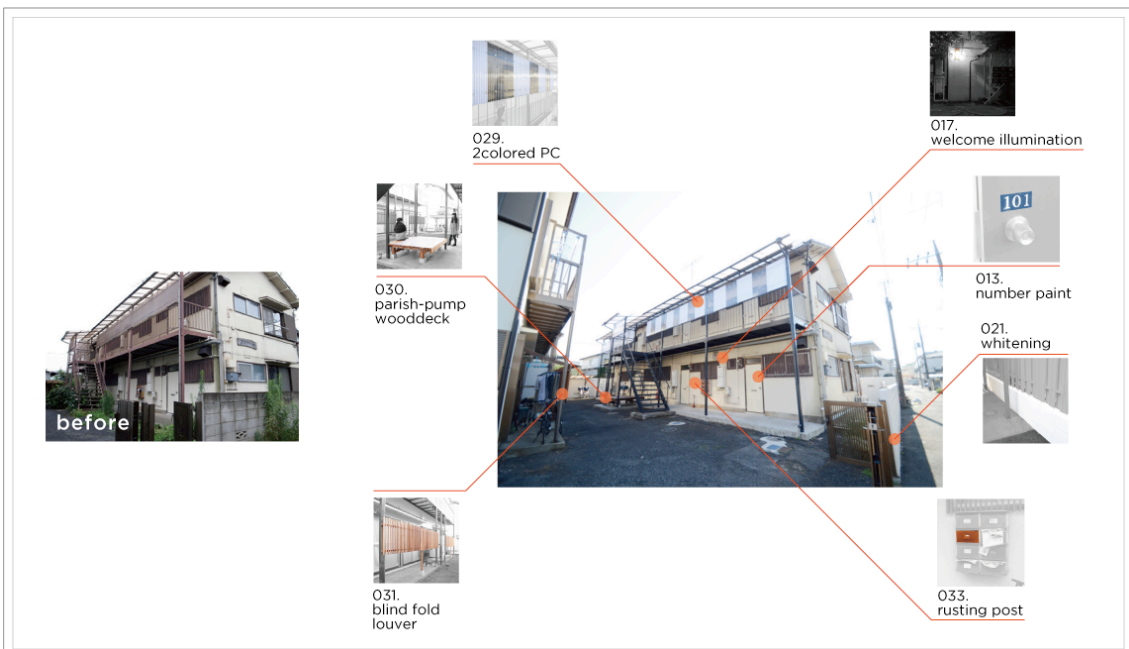 029.
2colored PC
017.
welcome illumination
101
030.
parish-pump
wooddeck
013.
number paint
021.
whitening
before
031.
blind fold
louver
033.
rusting post